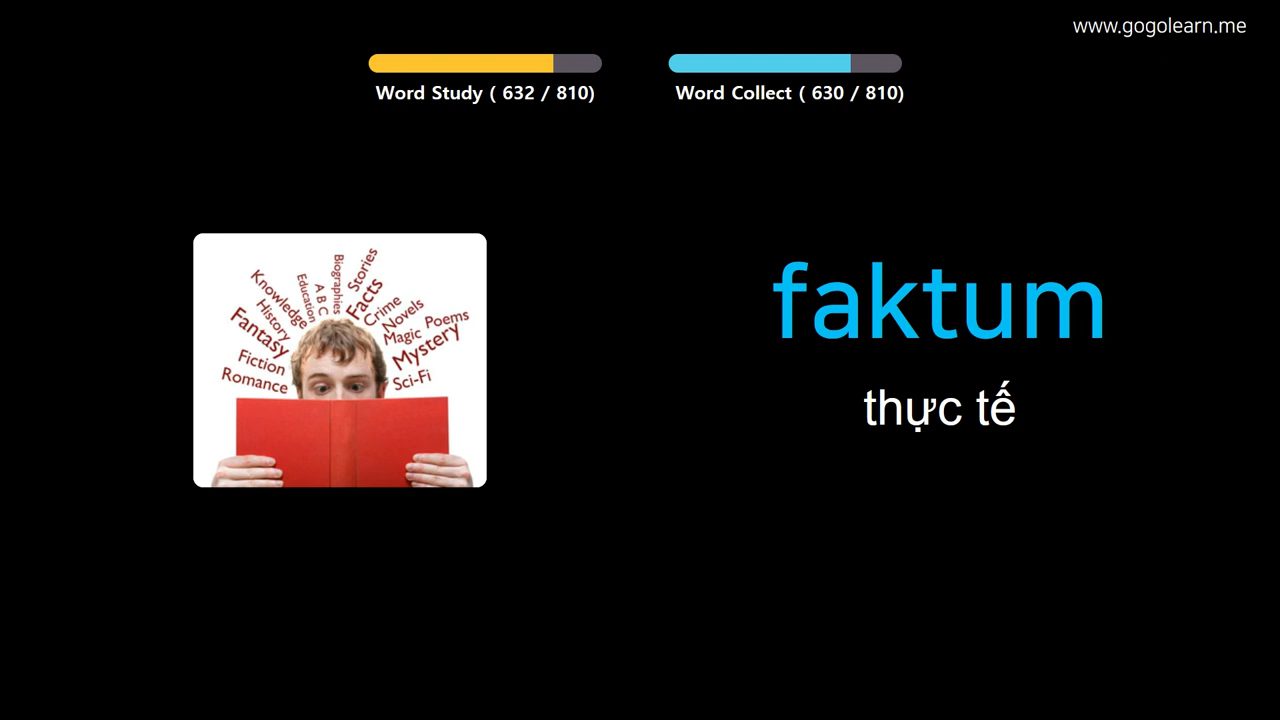 www.gogolearn.me
Word Study ( 632 / 810)
Word Collect ( 630 / 810)
Knowledge
History
Fantasy
Fiction
Romance
Education
A B C
Biographies
Stories
Facts
Crime
Novels
Magic
Poems
Mystery
Sci-Fi
faktum
thực tế